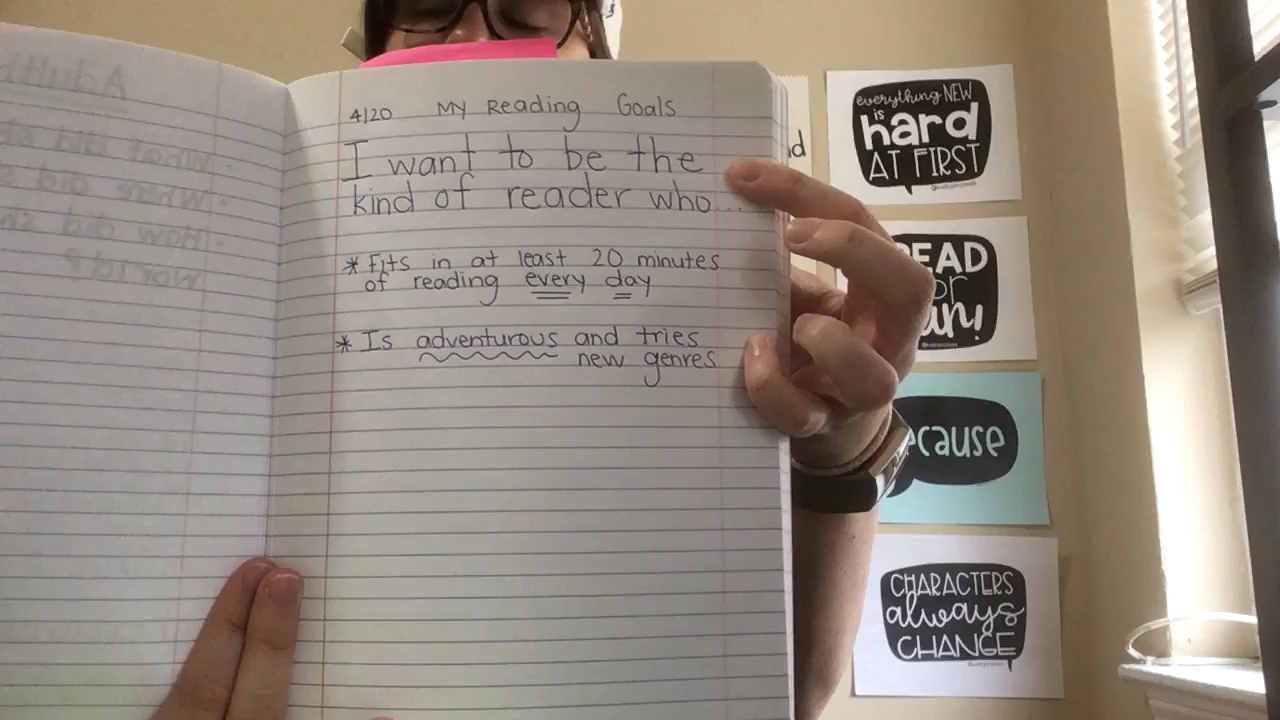 4/20 My Reading Goals
I want to be the
kind of reader who...
* Fits in at least 20 minutes
of reading every day
* Is adventurous and tries
new genres
everything NEW
is
hard
AT FIRST
CHARACTERS
always
CHANGE